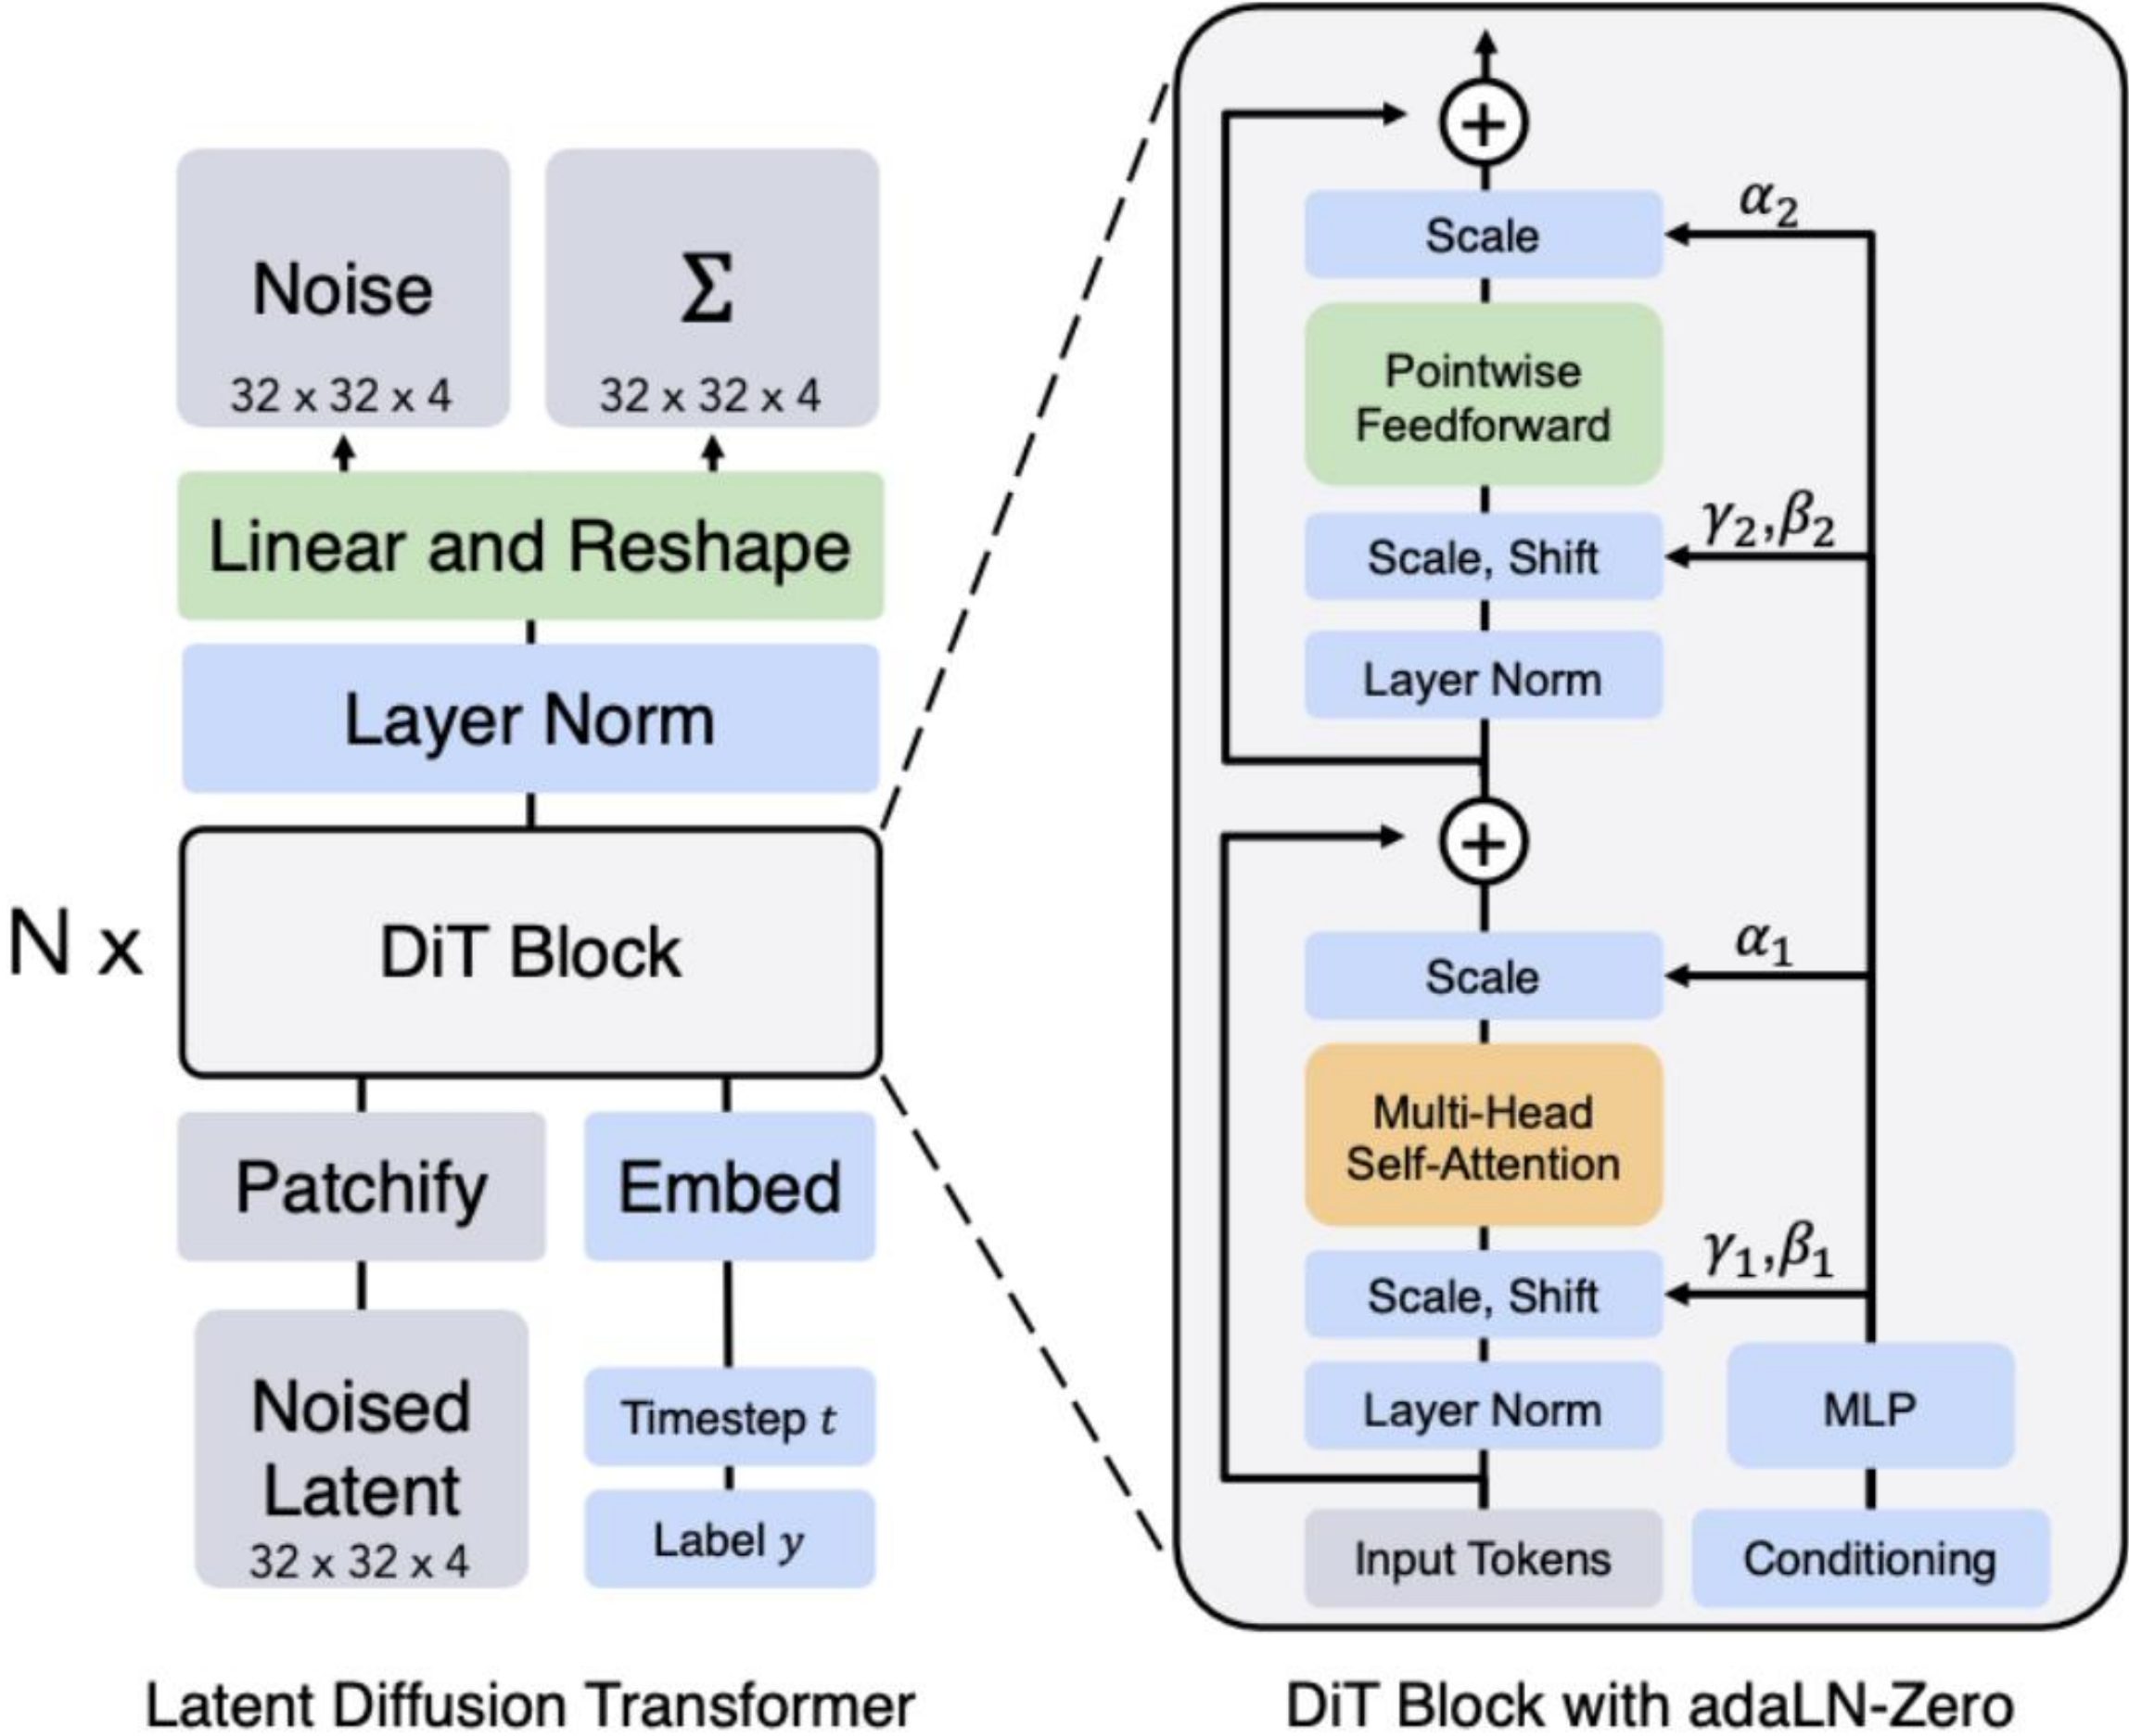 Noise
32 x 32 x 4
Σ
32 x 32 x 4
Linear and Reshape
Layer Norm
N x
DiT Block
Patchify
Embed
Noised
Latent
32 x 32 x 4
Timestep t
Label y
Latent Diffusion Transformer
+
Scale
α₂
Pointwise
Feedforward
Scale, Shift
γ₂,β₂
Layer Norm
+
Scale
α₁
Multi-Head
Self-Attention
Scale, Shift
γ₁,β₁
Layer Norm
MLP
Input Tokens
Conditioning
DiT Block with adaLN-Zero